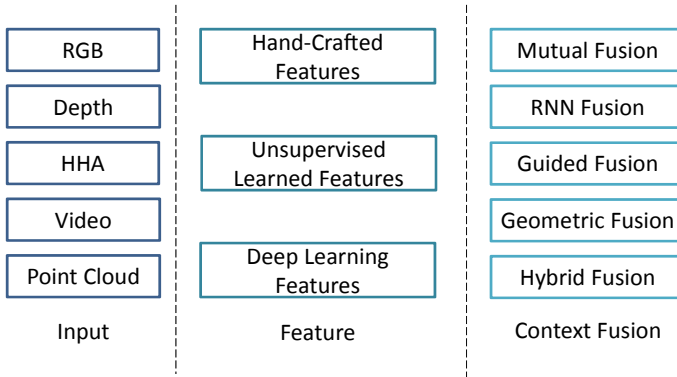 RGB
Depth
HHA
Video
Point Cloud
Input
Hand-Crafted
Features
Unsupervised
Learned Features
Deep Learning
Features
Feature
Mutual Fusion
RNN Fusion
Guided Fusion
Geometric Fusion
Hybrid Fusion
Context Fusion